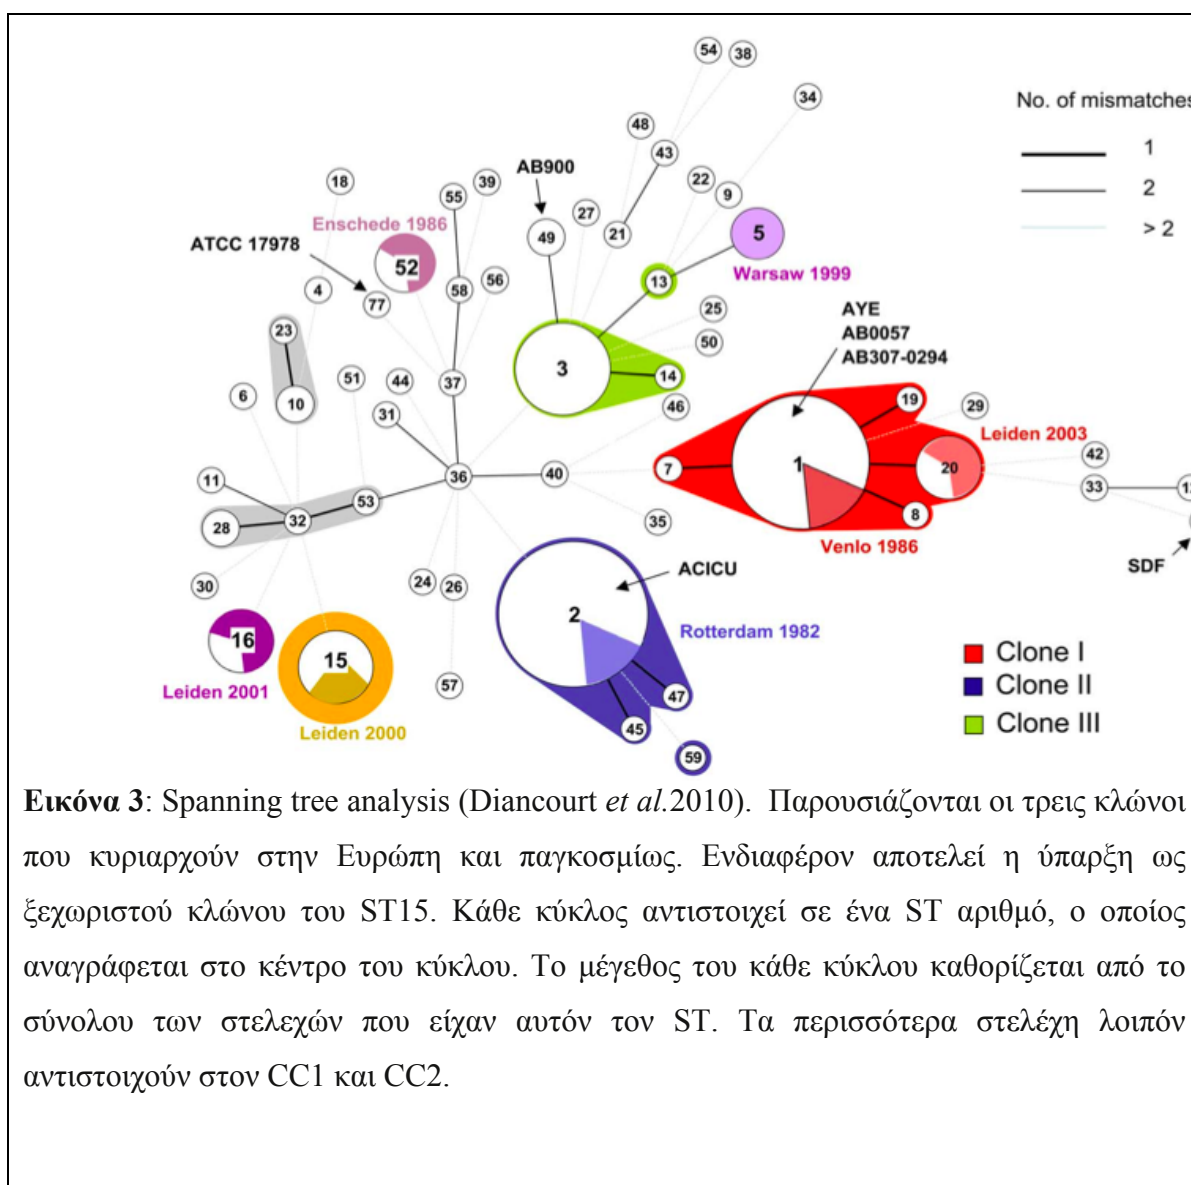 54
38
34
No. of mismatches
1
2
> 2
48
43
AB900
18
55
39
27
22
9
Enschede 1986
ATCC 17978
49
21
5
52
Warsaw 1999
13
56
4
77
58
AYE
25
AB0057
23
50
AB307-0294
3
51
44
37
14
6
10
31
46
19
29
Leiden 2003
42
36
40
7
1
20
33
11
53
28
32
35
8
Venlo 1986
SDF
30
24
26
ACICU
2
Rotterdam 1982
16
15
Clone I
57
Clone II
Leiden 2001
47
Leiden 2000
45
Clone III
59
Εικόνα 3: Spanning tree analysis (Diancourt et al.2010). Παρουσιάζονται οι τρεις κλώνοι
που κυριαρχούν στην Ευρώπη και παγκοσμίως. Ενδιαφέρον αποτελεί η ύπαρξη ως
ξεχωριστού κλώνου του ST15. Κάθε κύκλος αντιστοιχεί σε ένα ST αριθμό, ο οποίος
αναγράφεται στο κέντρο του κύκλου. Το μέγεθος του κάθε κύκλου καθορίζεται από το
σύνολου των στελεχών που είχαν αυτόν τον ST. Τα περισσότερα στελέχη λοιπόν
αντιστοιχούν στον CC1 και CC2.